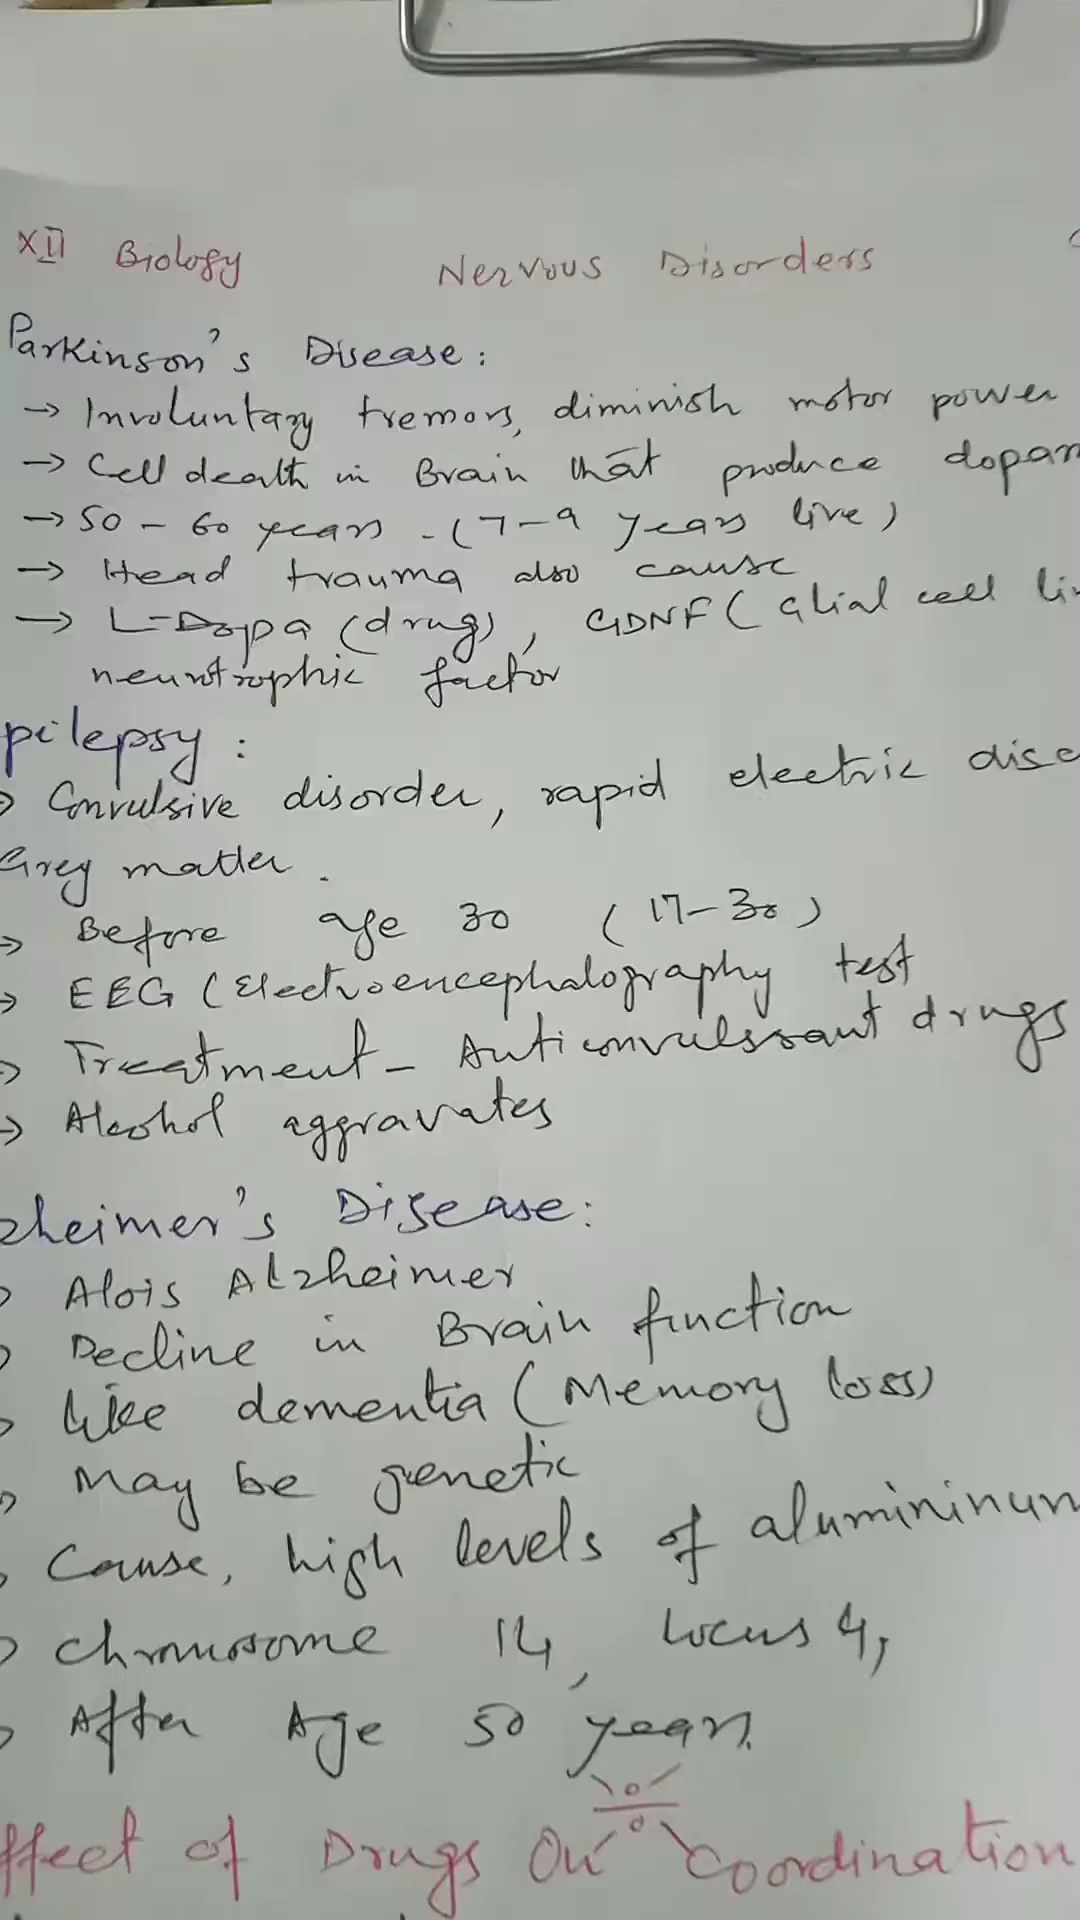 XII Biology Nervous Disorders
Parkinson's Disease:
→ Involuntary tremors, diminish motor power
→ Cell death in Brain that produce dopam
→ 50 - 60 years - (7-9 years live)
→ Head trauma also cause
→ L-Dopa (drug), GDNF (Glial cell lin
neurotrophic factor
pilepsy:
→ Convulsive disorder, rapid electric disc
Grey matter.
→ Before age 30 (17-30)
→ EEG (Electroencephalography test
→ Treatment - Anticonvulssant drugs
→ Alcohol aggravates
zheimer's Disease:
→ Alois Alzheimer
→ Decline in Brain function
→ like dementia (Memory loss)
→ May be genetic
→ Cause, high levels of alumininum
→ chromosome 14, Locus 4,
→ After Age 50 years.
ffect of Drugs On Coordination